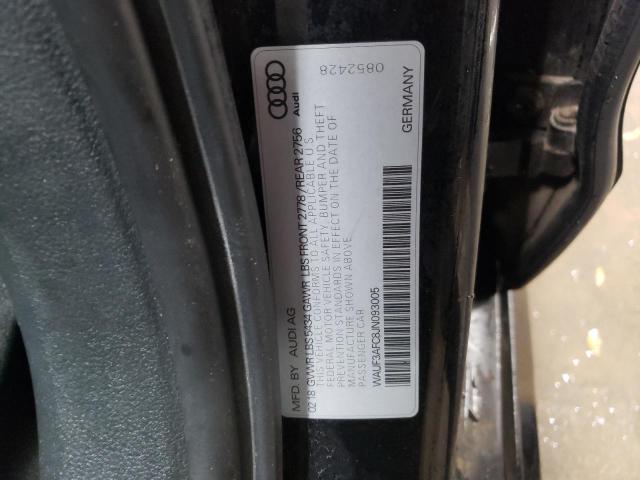 MFD. BY AUDI AG
Audi
02 18 GVWR LBS 5434 GAWR LBS FRONT 2778 / REAR 2756
THIS VEHICLE CONFORMS TO ALL APPLICABLE U S
FEDERAL MOTOR VEHICLE SAFETY, BUMPER AND THEFT
PREVENTION STANDARDS IN EFFECT ON THE DATE OF
MANUFACTURE SHOWN ABOVE.
PASSENGER CAR
WAUF3AFC8JN093005
GERMANY
0852428